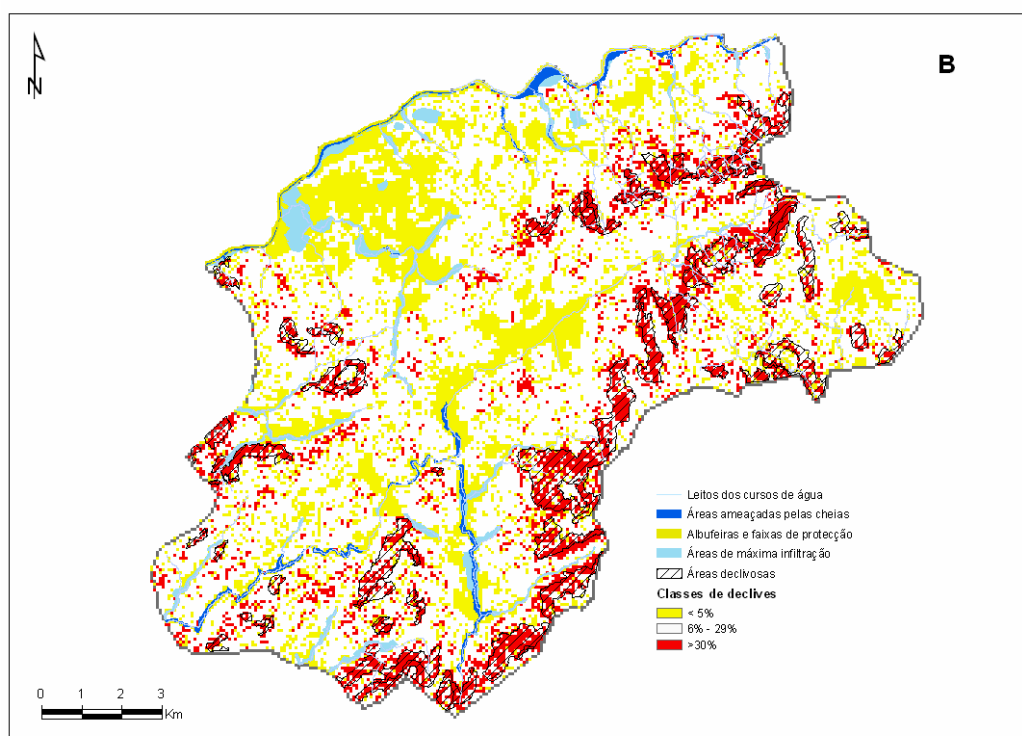 N
B
Leitos dos cursos de água
Áreas ameaçadas pelas cheias
Albufeiras e faixas de protecção
Áreas de máxima infiltração
Áreas declivosas
Classes de declives
< 5%
6% - 29%
>30%
0 1 2 3
Km